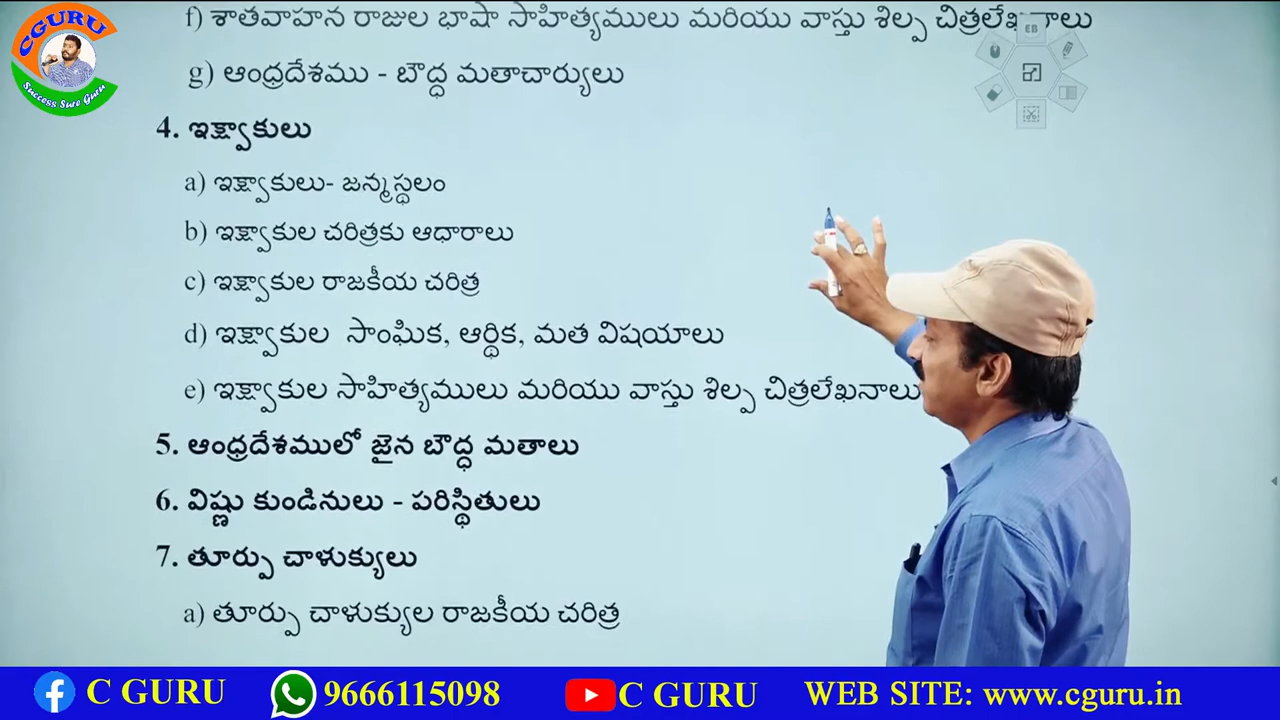 f) శాతవాహన రాజుల భాషా సాహిత్యములు మరియు వాస్తు శిల్ప చిత్రలేఖనాలు
g) ఆంధ్రదేశము - బౌద్ధ మతాచార్యులు
4. ఇక్ష్వాకులు
a) ఇక్ష్వాకులు- జన్మస్థలం
b) ఇక్ష్వాకుల చరిత్రకు ఆధారాలు
c) ఇక్ష్వాకుల రాజకీయ చరిత్ర
d) ఇక్ష్వాకుల సాంఘిక, ఆర్థిక, మత విషయాలు
e) ఇక్ష్వాకుల సాహిత్యములు మరియు వాస్తు శిల్ప చిత్రలేఖనాలు
5. ఆంధ్రదేశములో జైన బౌద్ధ మతాలు
6. విష్ణు కుండినులు - పరిస్థితులు
7. తూర్పు చాళుక్యులు
a) తూర్పు చాళుక్యుల రాజకీయ చరిత్ర
CGURU
Success Sure Guru
EB
C GURU 9666115098 C GURU WEB SITE: www.cguru.in